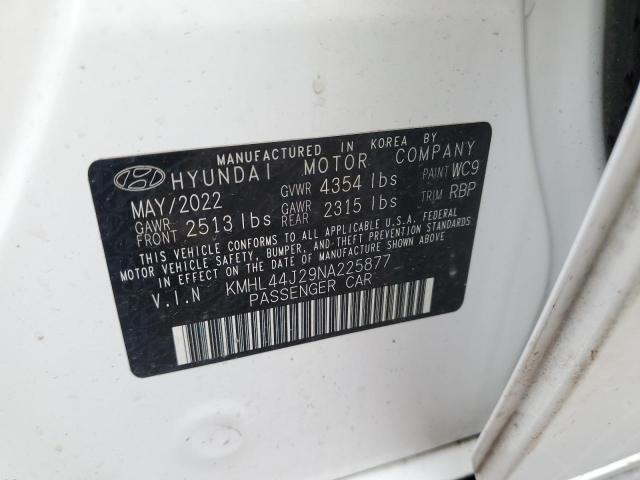 MANUFACTURED IN KOREA BY
HYUNDAI MOTOR COMPANY
MAY/2022 GVWR 4354 lbs PAINT WC9
GAWR FRONT 2513 lbs GAWR REAR 2315 lbs TRIM RBP
THIS VEHICLE CONFORMS TO ALL APPLICABLE U.S.A. FEDERAL
MOTOR VEHICLE SAFETY, BUMPER, AND THEFT PREVENTION STANDARDS
IN EFFECT ON THE DATE OF MANUFACTURE SHOWN ABOVE.
V.I.N KMHL44J29NA225877
PASSENGER CAR